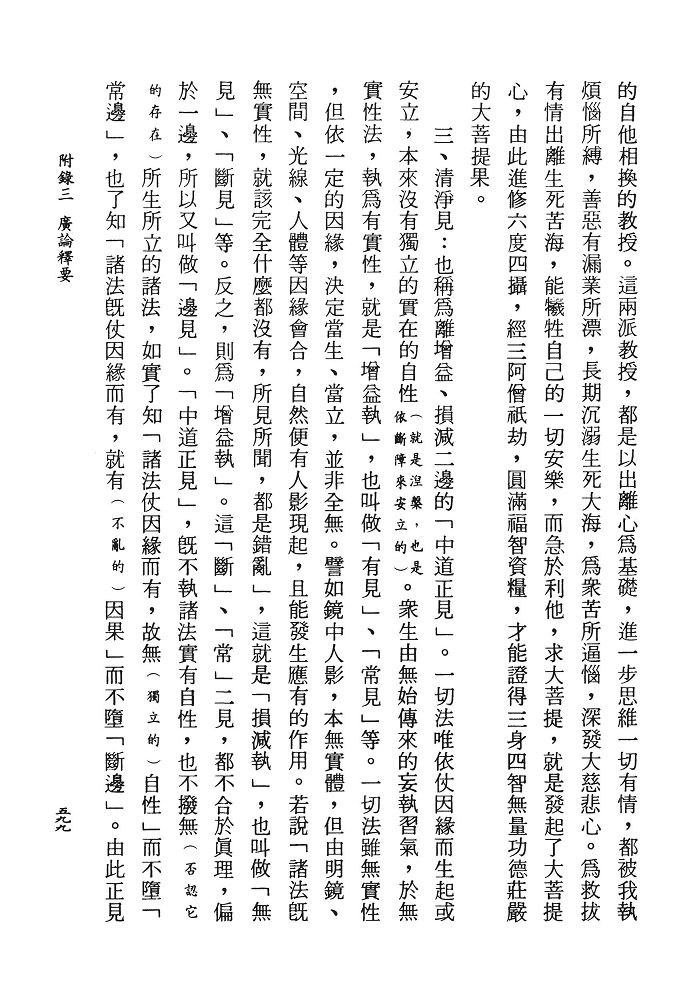 的自他相換的教授。這兩派教授，都是以出離心爲基礎，進一步思維一切有情，都被我執
煩惱所縛，善惡有漏業所漂，長期沉溺生死大海，爲衆苦所逼惱，深發大慈悲心。爲救拔
有情出離生死苦海，能犧牲自己的一切安樂，而急於利他，求大菩提，就是發起了大菩提
心，由此進修六度四攝，經三阿僧祇劫，圓滿福智資糧，才能證得三身四智無量功德莊嚴
的大菩提果。
三、清淨見：也稱爲離增益、損減二邊的「中道正見」。一切法唯依仗因緣而生起或
安立，本來沒有獨立的實在的自性（就是湼槃，也是依斷障來安立的）。衆生由無始傳來的妄執習氣，於無
實性法，執爲有實性，就是「增益執」，也叫做「有見」、「常見」等。一切法雖無實性
，但依一定的因緣，決定當生、當立，並非全無。譬如鏡中人影，本無實體，但由明鏡、
空間、光線、人體等因緣會合，自然便有人影現起，且能發生應有的作用。若說「諸法旣
無實性，就該完全什麼都沒有，所見所聞，都是錯亂」，這就是「損減執」，也叫做「無
見」、「斷見」等。反之，則爲「增益執」。這「斷」、「常」二見，都不合於眞理，偏
於一邊，所以又叫做「邊見」。「中道正見」，旣不執諸法實有自性，也不撥無（否認它
的存在）所生所立的諸法，如實了知「諸法仗因緣而有，故無（獨立的）自性」而不墮「
常邊」，也了知「諸法旣仗因緣而有，就有（不亂的）因果」而不墮「斷邊」。由此正見
附錄三　廣論釋要
五九九